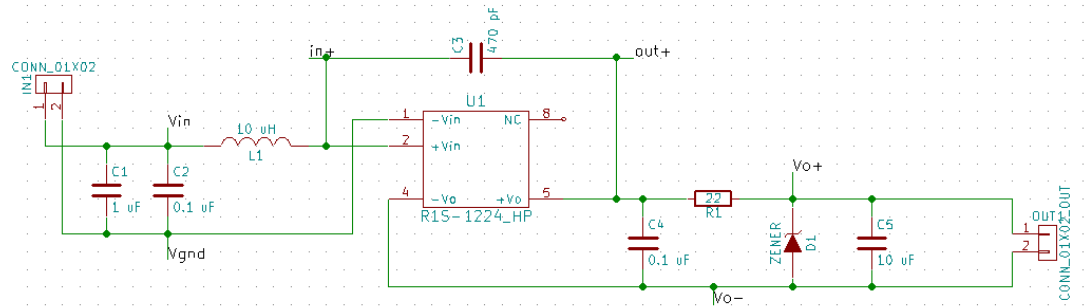 470 pF
C3
in+
out+
CONN_01X02
IN1
1
2
U1
Vin
10 uH
L1
1
-Vin
NC
8
2
+Vin
C1
1 uF
C2
0.1 uF
4
-Vo
+Vo
5
R1S-1224_HP
Vgnd
22
R1
Vo+
C4
0.1 uF
ZENER
D1
C5
10 uF
OUT1
1
2
CONN_01X02_OUT
Vo-